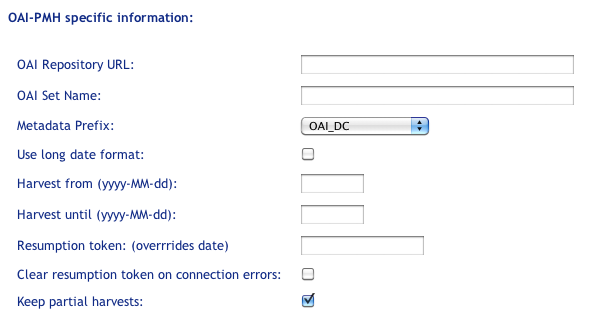 OAI-PMH specific information:
OAI Repository URL:
OAI Set Name:
Metadata Prefix: OAI_DC
Use long date format:
Harvest from (yyyy-MM-dd):
Harvest until (yyyy-MM-dd):
Resumption token: (overrrides date)
Clear resumption token on connection errors:
Keep partial harvests: